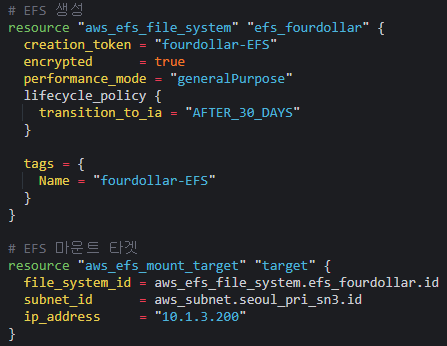 # EFS 생성
resource "aws_efs_file_system" "efs_fourdollar" {
  creation_token = "fourdollar-EFS"
  encrypted      = true
  performance_mode = "generalPurpose"
  lifecycle_policy {
    transition_to_ia = "AFTER_30_DAYS"
  }

  tags = {
    Name = "fourdollar-EFS"
  }
}

# EFS 마운트 타겟
resource "aws_efs_mount_target" "target" {
  file_system_id = aws_efs_file_system.efs_fourdollar.id
  subnet_id      = aws_subnet.seoul_pri_sn3.id
  ip_address     = "10.1.3.200"
}